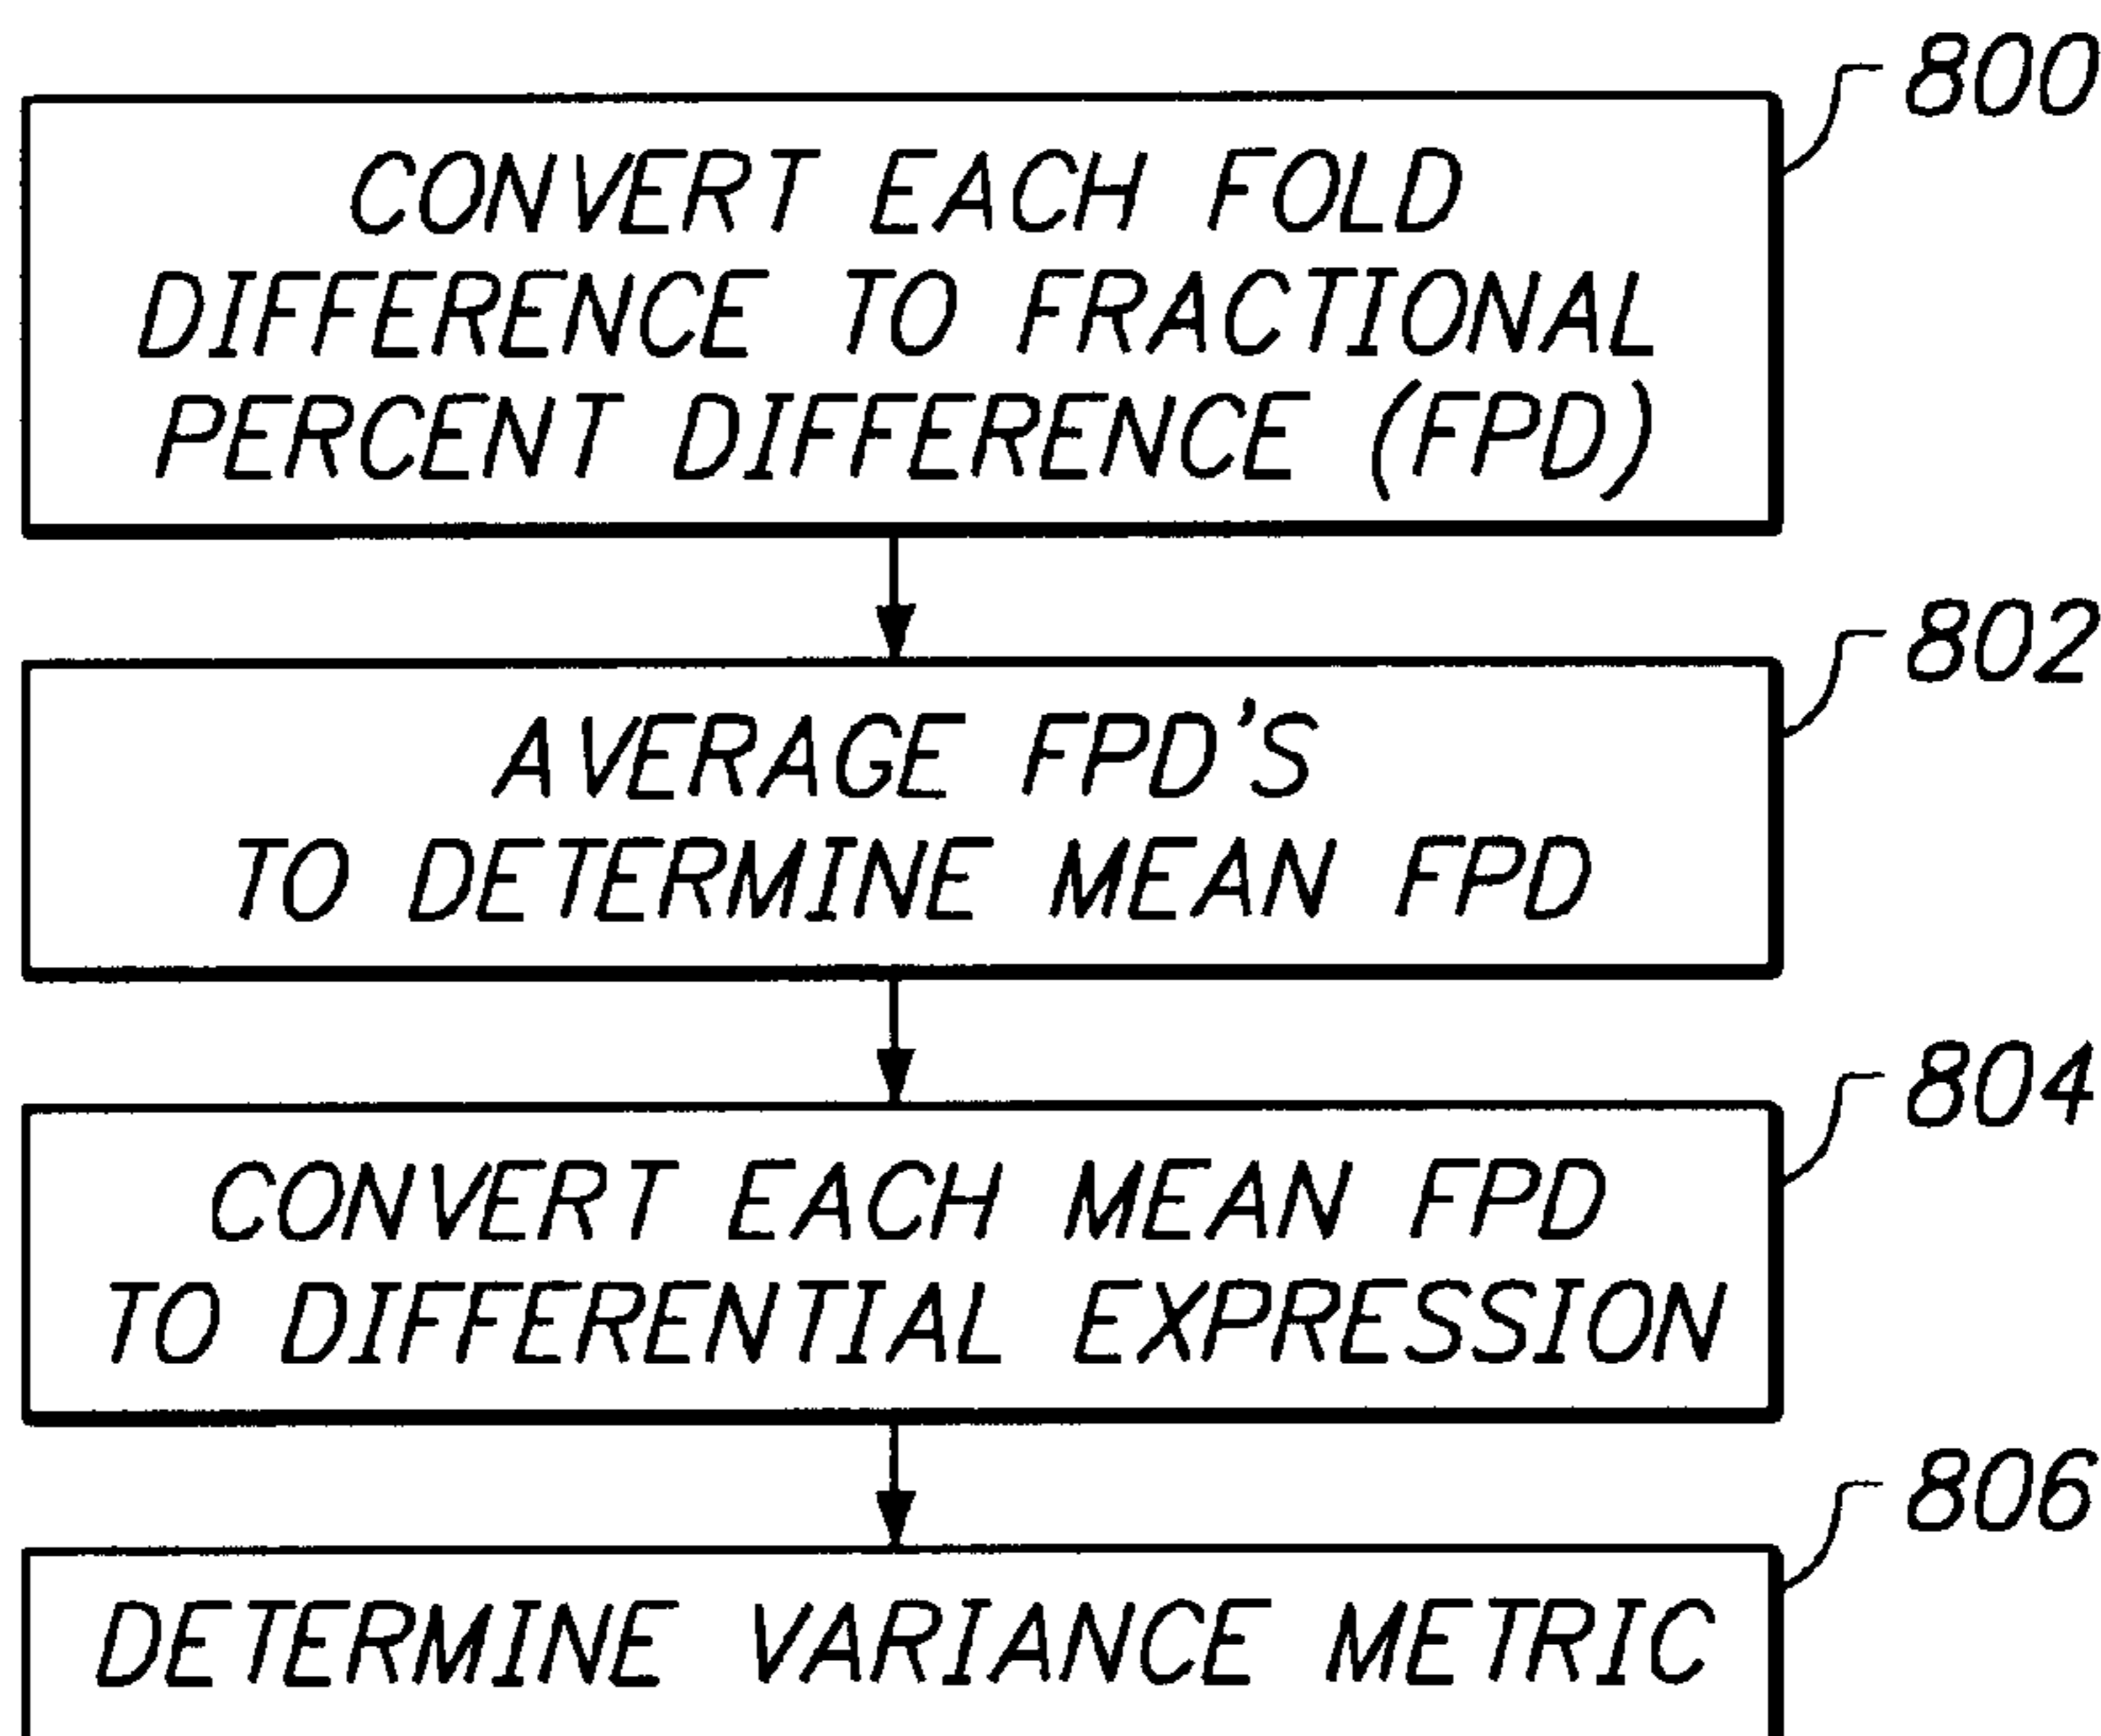 800
CONVERT EACH FOLD
DIFFERENCE TO FRACTIONAL
PERCENT DIFFERENCE (FPD)
802
AVERAGE FPD'S
TO DETERMINE MEAN FPD
804
CONVERT EACH MEAN FPD
TO DIFFERENTIAL EXPRESSION
806
DETERMINE VARIANCE METRIC